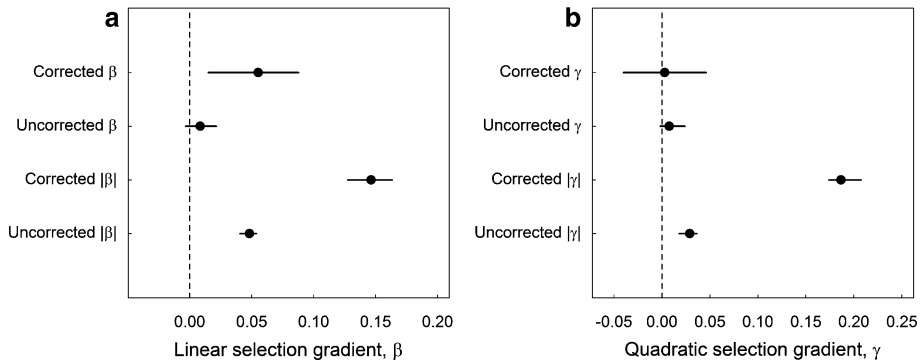 a
Corrected β
Uncorrected β
Corrected |β|
Uncorrected |β|
0.00 0.05 0.10 0.15 0.20
Linear selection gradient, β
b
Corrected γ
Uncorrected γ
Corrected |γ|
Uncorrected |γ|
-0.05 0.00 0.05 0.10 0.15 0.20 0.25
Quadratic selection gradient, γ